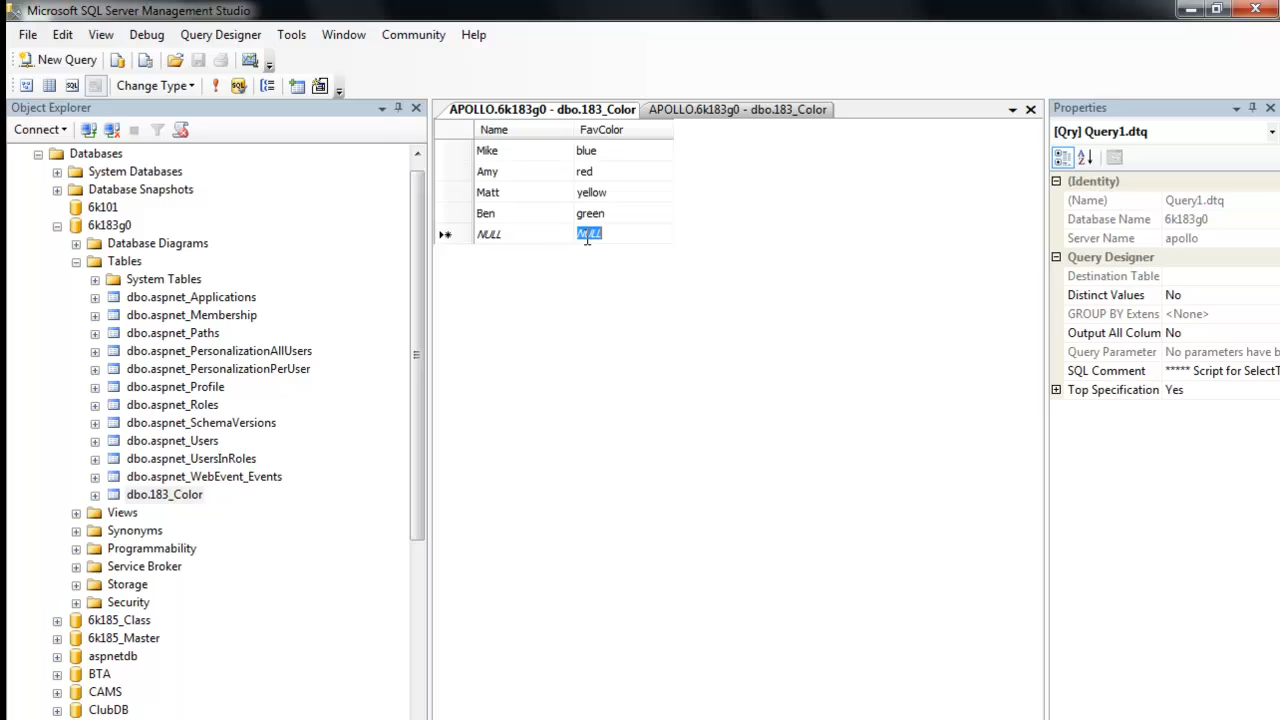 Microsoft SQL Server Management Studio
File Edit View Debug Query Designer Tools Window Community Help
New Query
SQL Change Type
Object Explorer
Connect
Databases
System Databases
Database Snapshots
6k101
6k183g0
Database Diagrams
Tables
System Tables
dbo.aspnet_Applications
dbo.aspnet_Membership
dbo.aspnet_Paths
dbo.aspnet_PersonalizationAllUsers
dbo.aspnet_PersonalizationPerUser
dbo.aspnet_Profile
dbo.aspnet_Roles
dbo.aspnet_SchemaVersions
dbo.aspnet_Users
dbo.aspnet_UsersInRoles
dbo.aspnet_WebEvent_Events
dbo.183_Color
Views
Synonyms
Programmability
Service Broker
Storage
Security
6k185_Class
6k185_Master
aspnetdb
BTA
CAMS
ClubDB
APOLLO.6k183g0 - dbo.183_Color APOLLO.6k183g0 - dbo.183_Color
Name FavColor
Mike blue
Amy red
Matt yellow
Ben green
NULL NULL
Properties
[Qry] Query1.dtq
(Identity)
(Name) Query1.dtq
Database Name 6k183g0
Server Name apollo
Query Designer
Destination Table
Distinct Values No
GROUP BY Extens <None>
Output All Colum No
Query Parameter No parameters have b
SQL Comment ***** Script for SelectT
Top Specification Yes